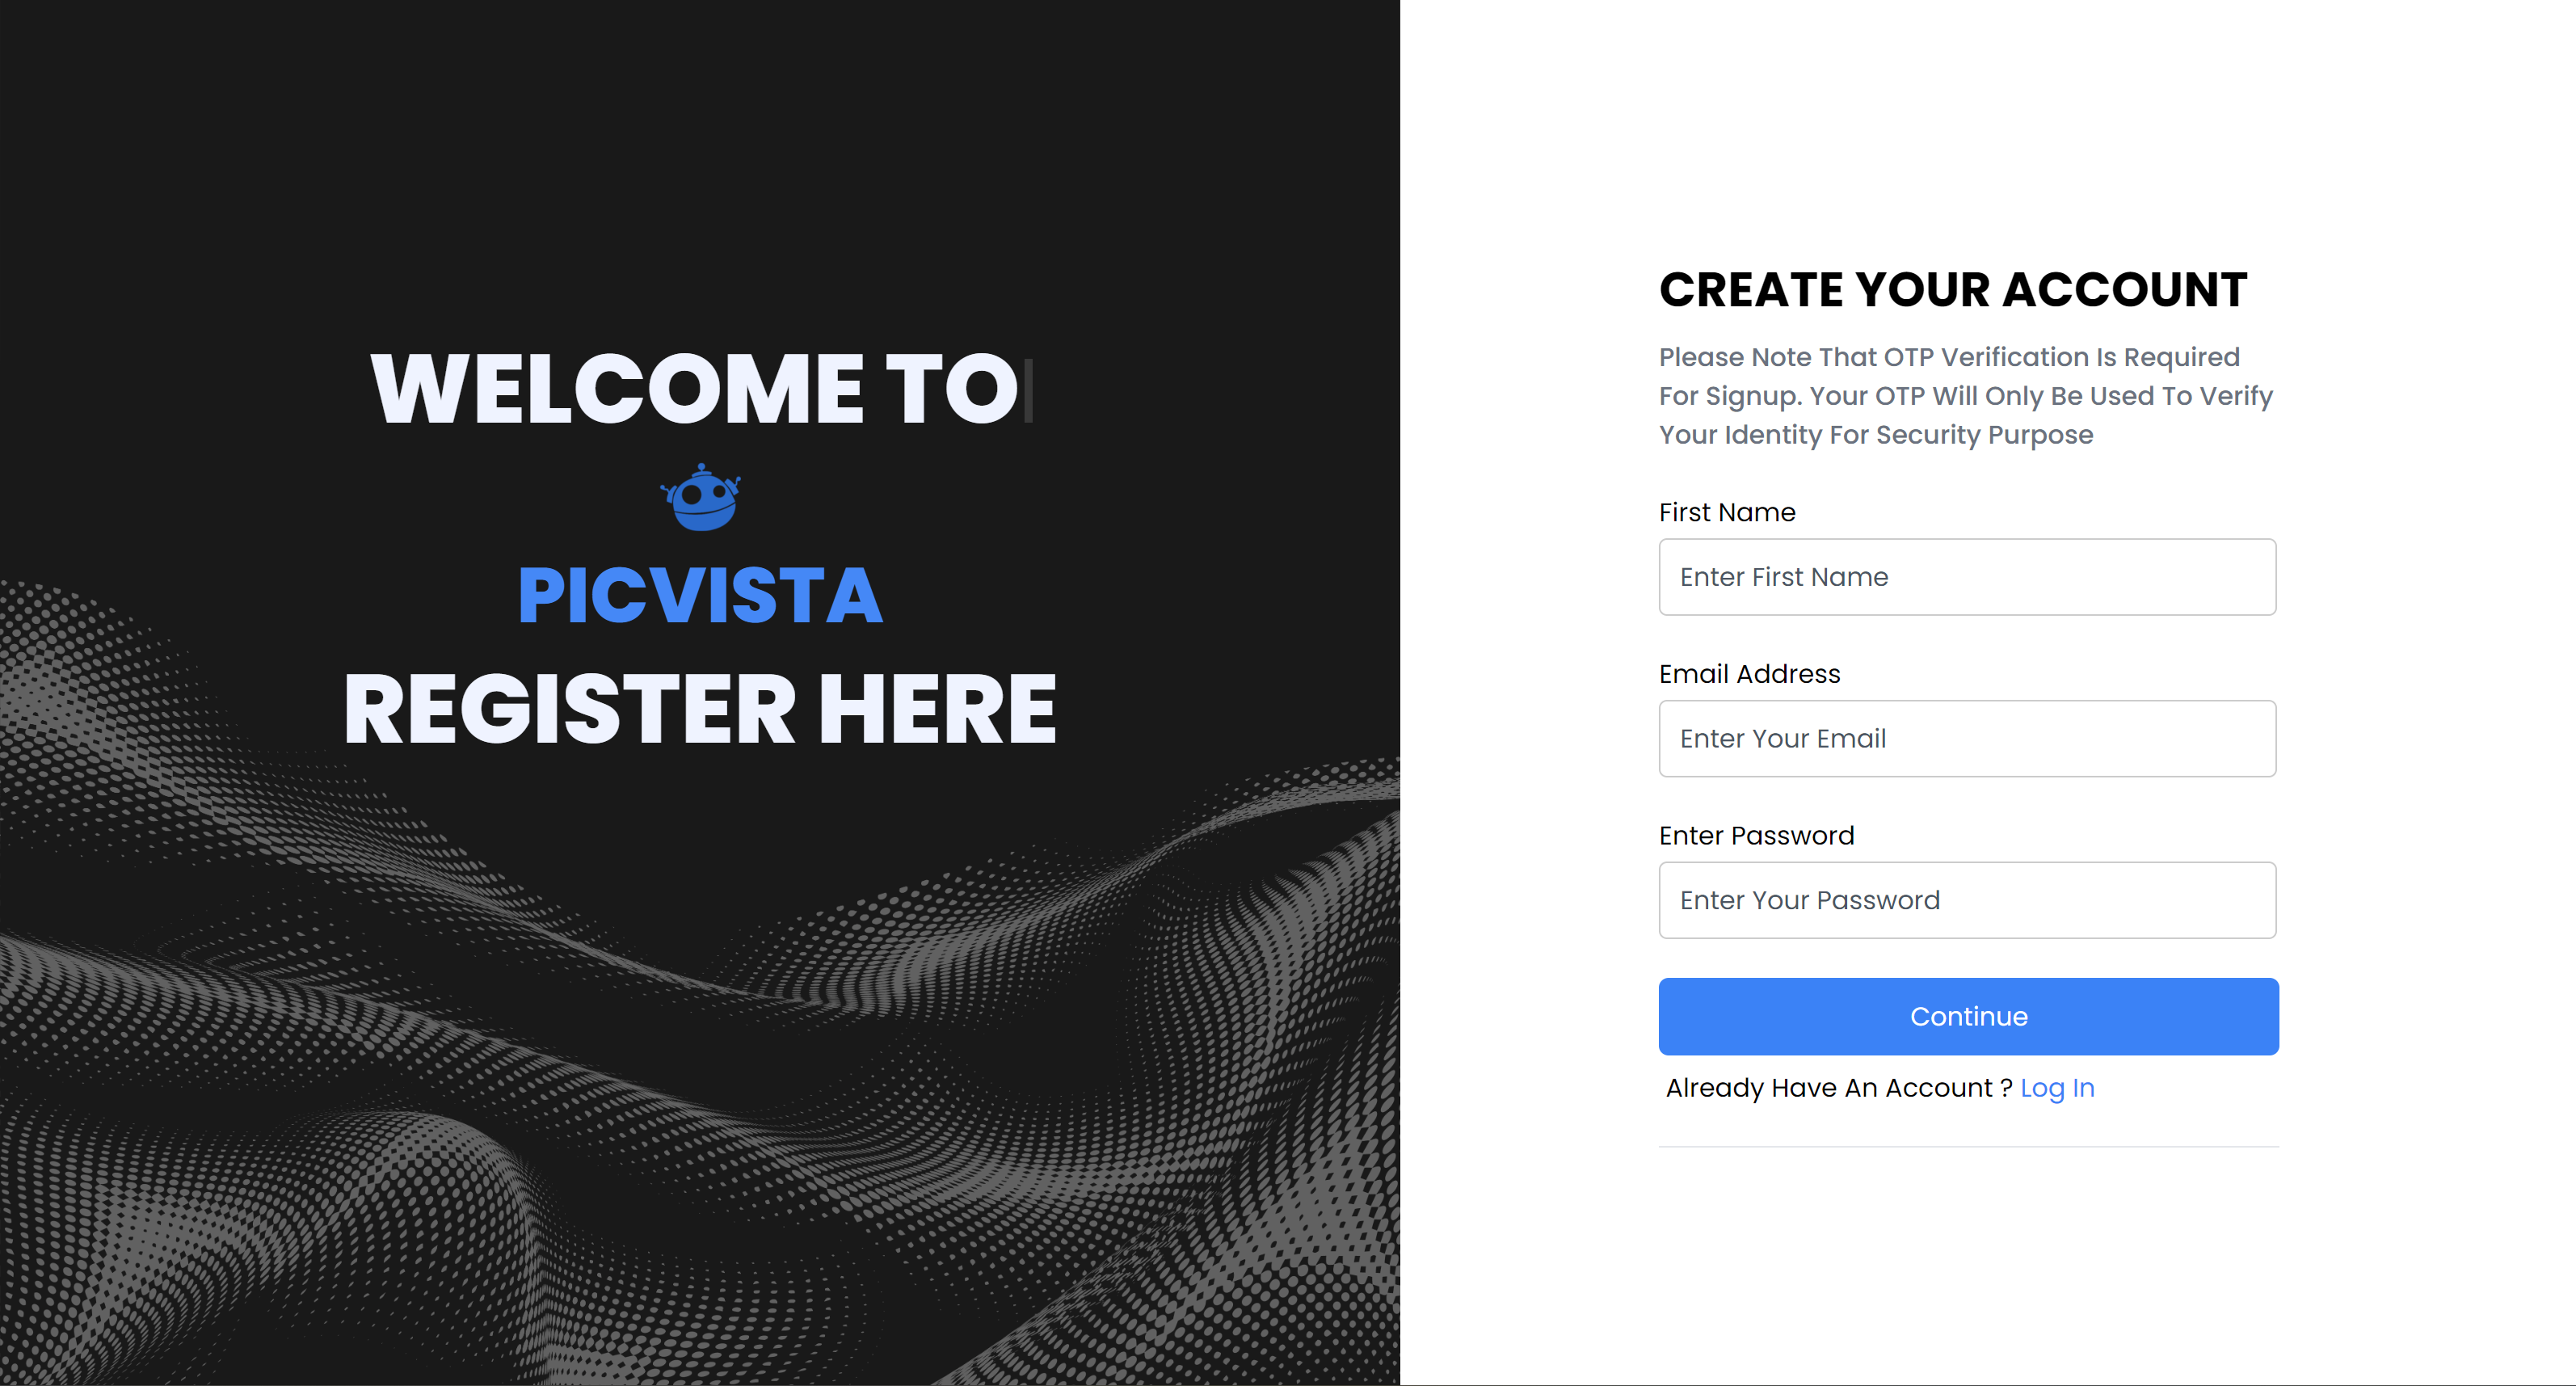 WELCOME TO
PICVISTA
REGISTER HERE
CREATE YOUR ACCOUNT
Please Note That OTP Verification Is Required
For Signup. Your OTP Will Only Be Used To Verify
Your Identity For Security Purpose
First Name
Enter First Name
Email Address
Enter Your Email
Enter Password
Enter Your Password
Continue
Already Have An Account ? Log In